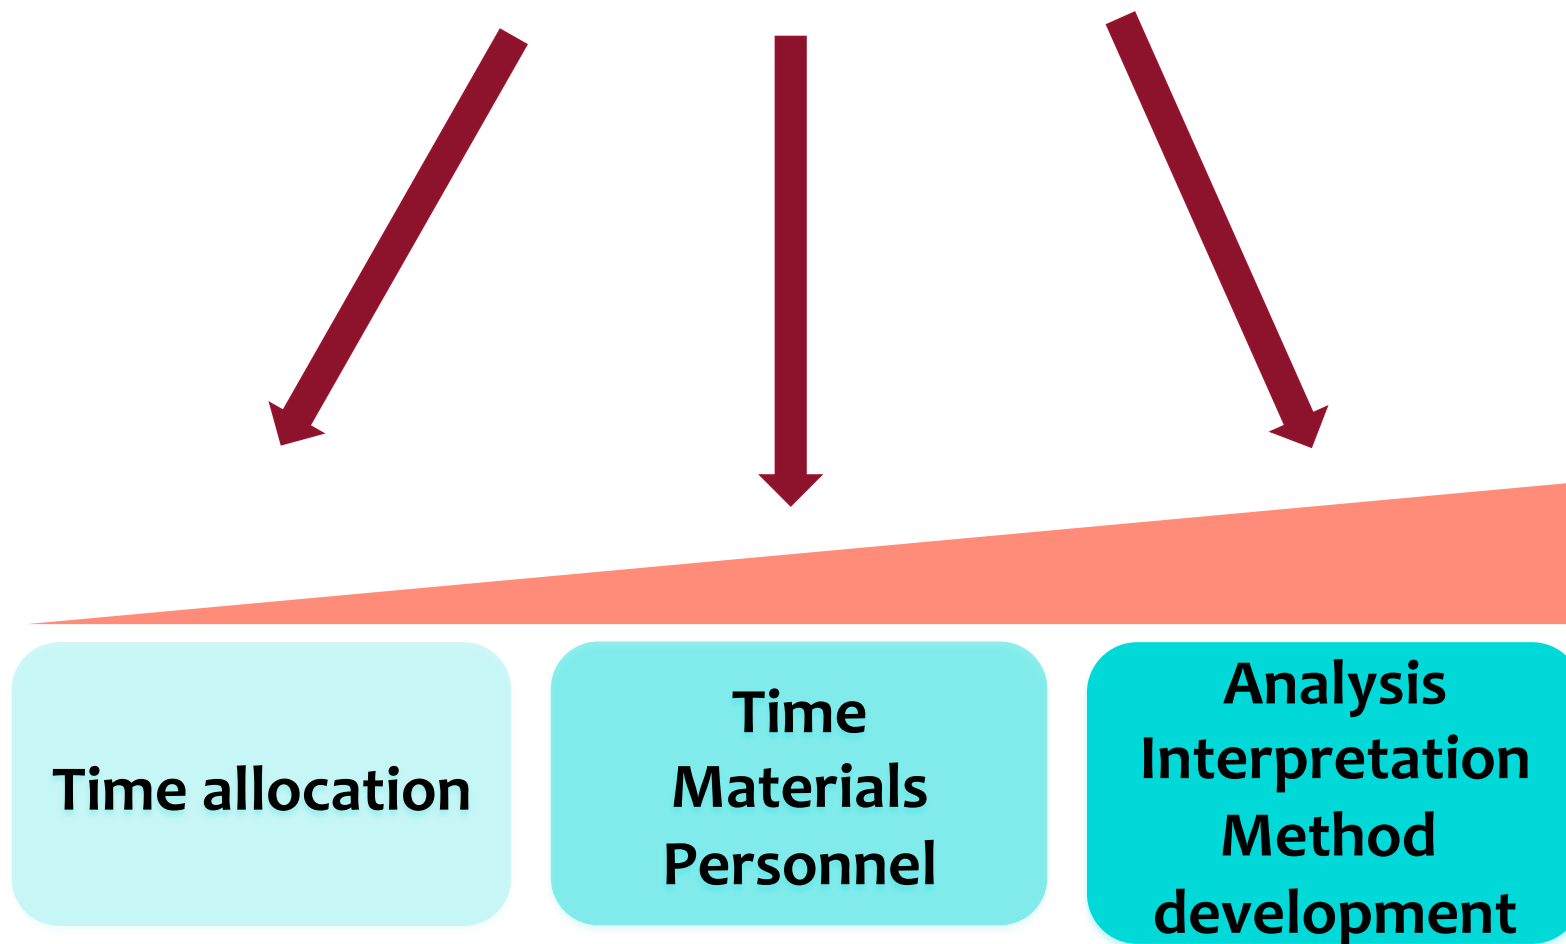 Time allocation
Time
Materials
Personnel
Analysis
Interpretation
Method
development